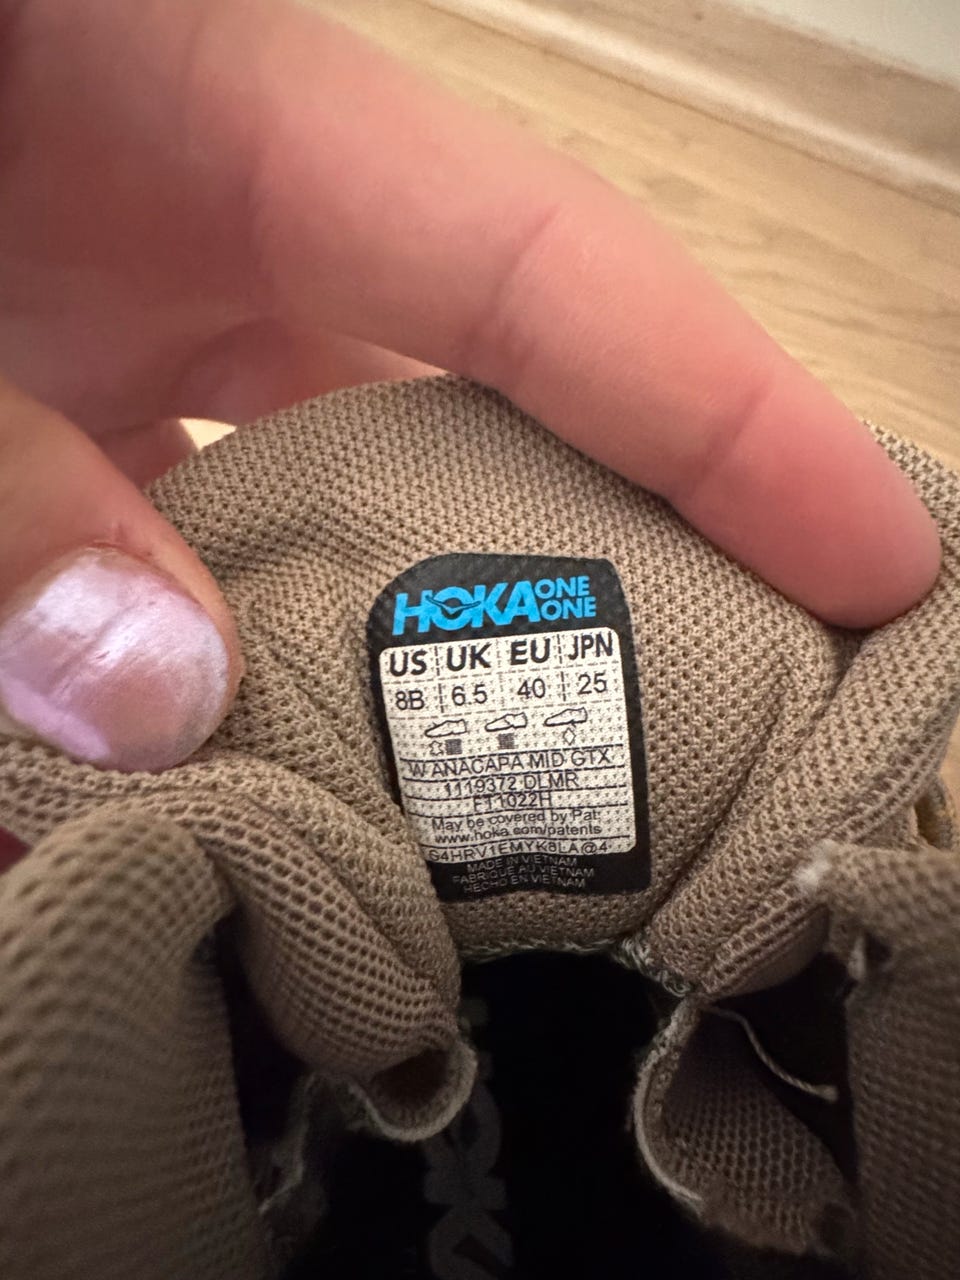 HOKA ONE ONE
US UK EU JPN
8B 6.5 40 25
W ANACAPA MID GTX
1119372 DLMR
FT1022H
May be covered by Pat:
www.hoka.com/patents
G4HRV1EMYK8LA@4
MADE IN VIETNAM
FABRIQUE AU VIETNAM
HECHO EN VIETNAM